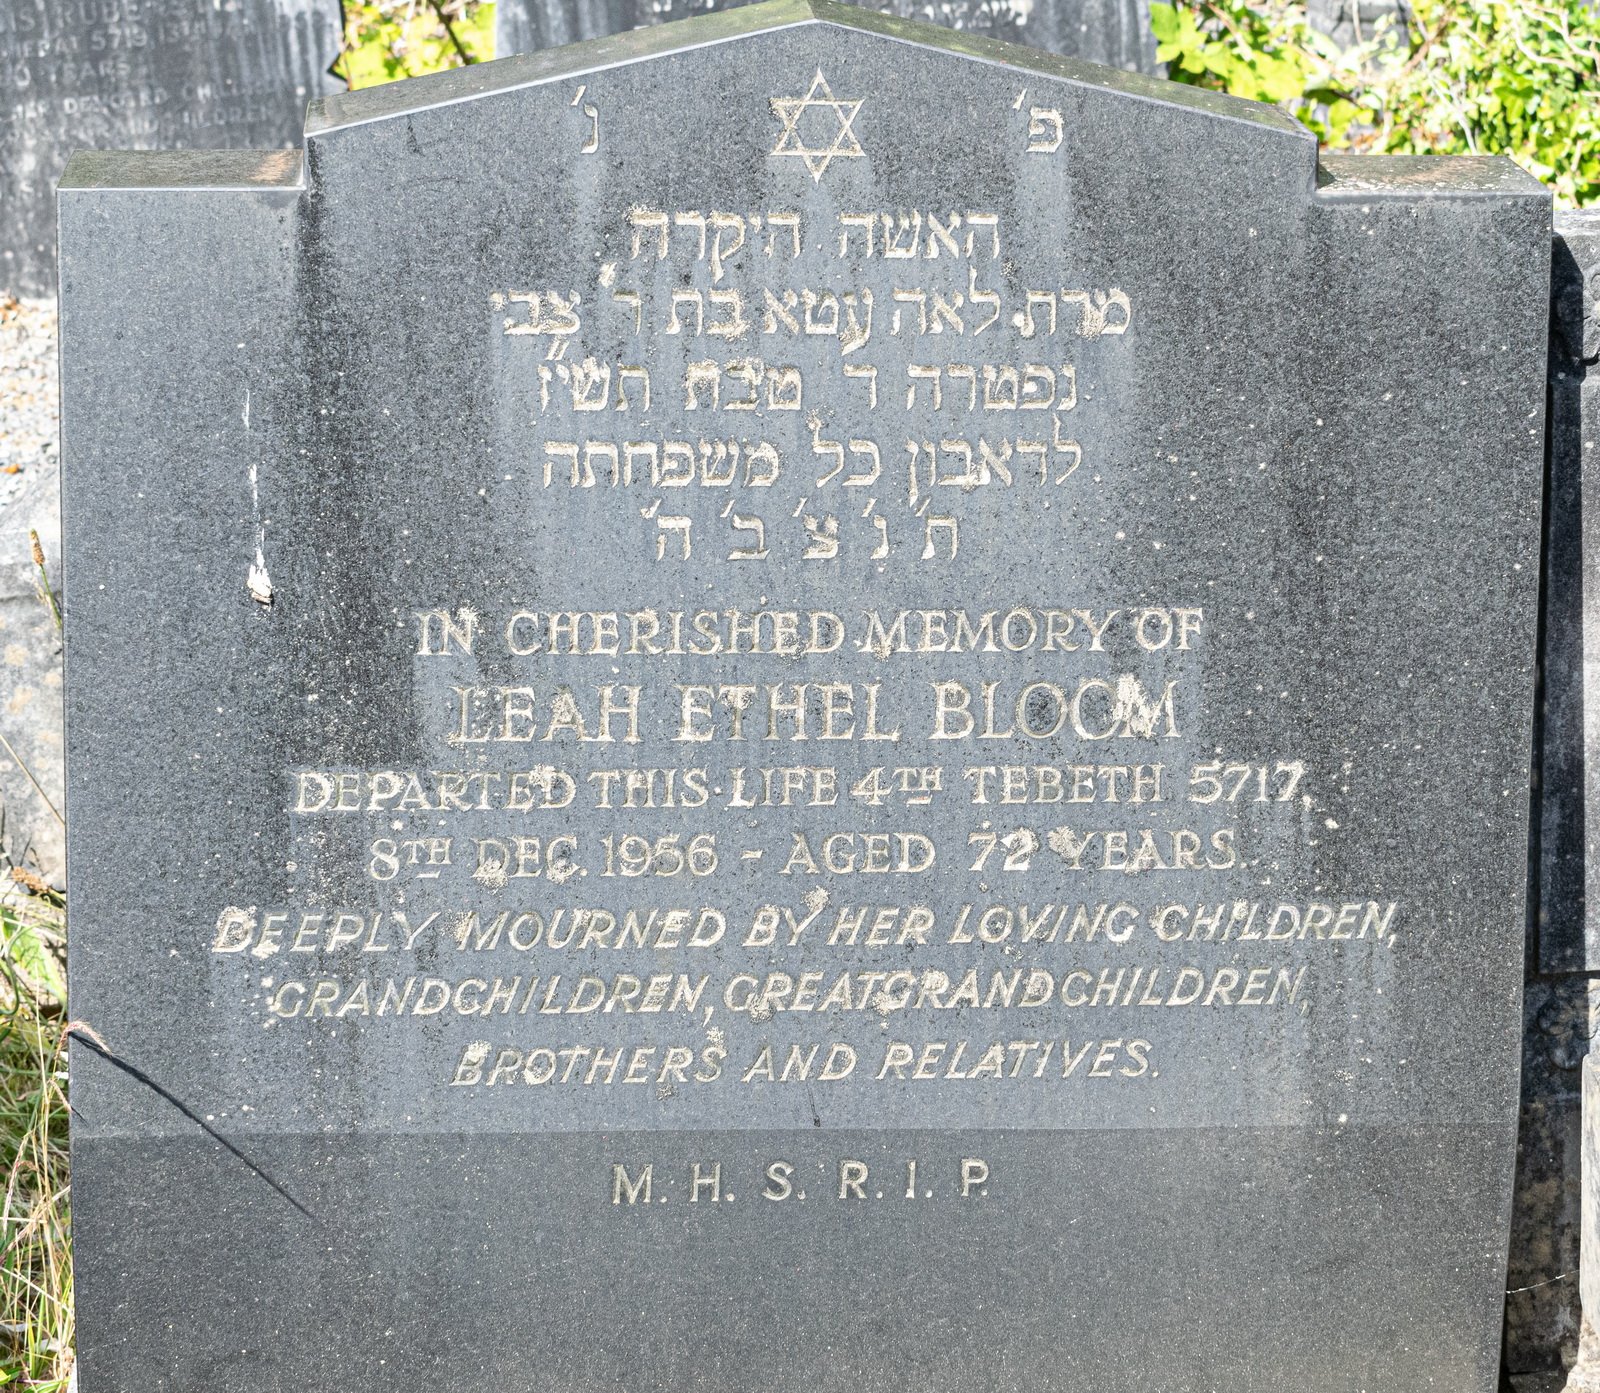 פ' נ'
האשה היקרה
מרת לאה עטא בת ר' צבי
נפטרה ד טבת תשי"ז
לדאבון כל משפחתה
ת' נ' צ' ב' ה'
IN CHERISHED MEMORY OF
LEAH ETHEL BLOOM
DEPARTED THIS LIFE 4TH TEBETH 5717,
8TH DEC. 1956 - AGED 72 YEARS.
DEEPLY MOURNED BY HER LOVING CHILDREN,
GRANDCHILDREN, GREATGRANDCHILDREN,
BROTHERS AND RELATIVES.
M. H. S. R. I. P.